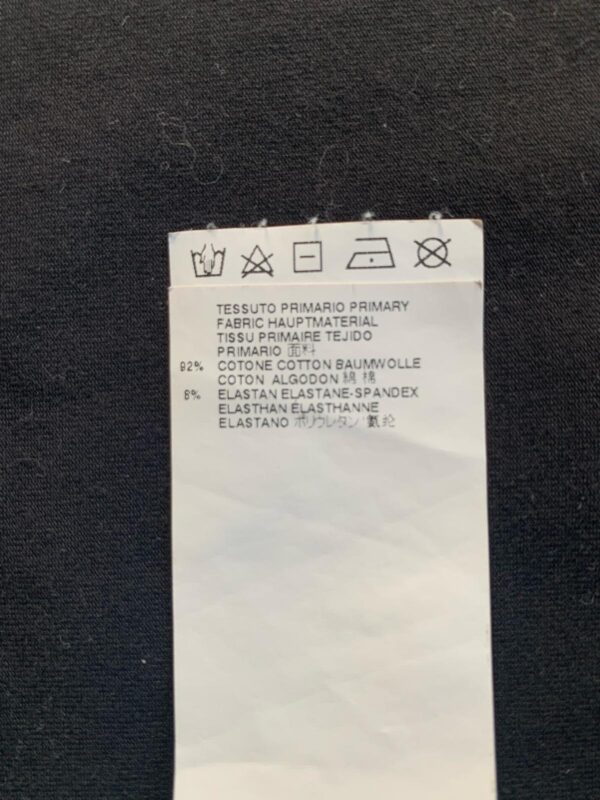 TESSUTO PRIMARIO PRIMARY
FABRIC HAUPTMATERIAL
TISSU PRIMAIRE TEJIDO
PRIMARIO 面料
92% COTONE COTTON BAUMWOLLE
COTON ALGODON 綿 棉
8% ELASTAN ELASTANE-SPANDEX
ELASTHAN ELASTHANNE
ELASTANO ポリウレタン 氨纶